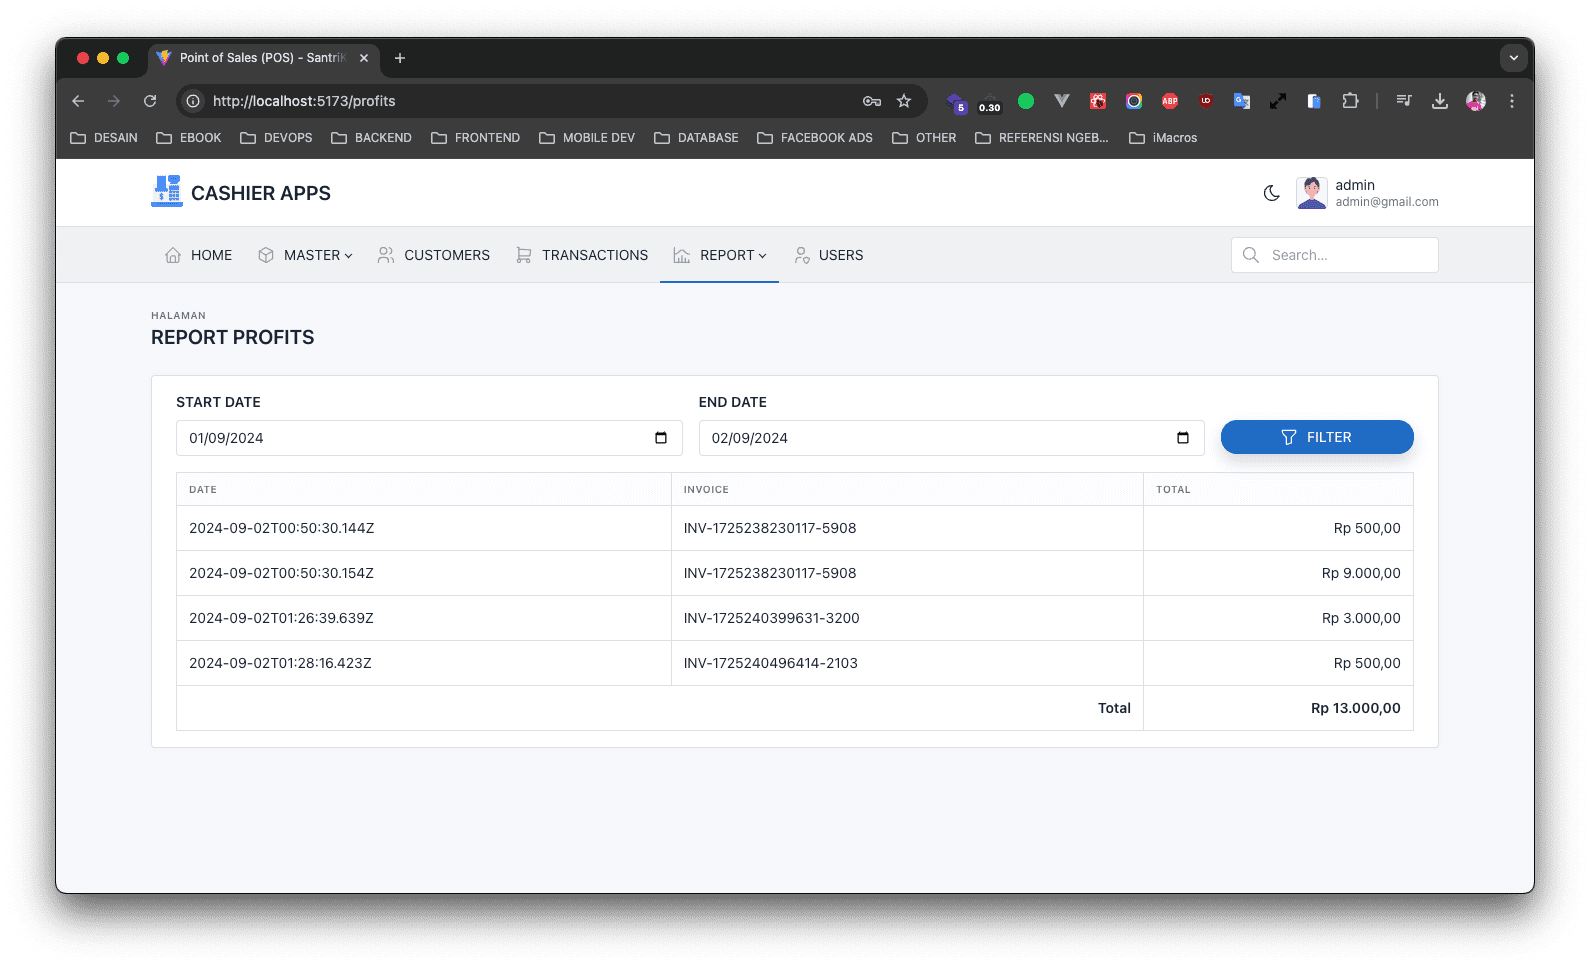 Point of Sales (POS) - SantriK
http://localhost:5173/profits
5
0.30
ABP
DESAIN
EBOOK
DEVOPS
BACKEND
FRONTEND
MOBILE DEV
DATABASE
FACEBOOK ADS
OTHER
REFERENSI NGEB...
iMacros
CASHIER APPS
admin
admin@gmail.com
HOME
MASTER
CUSTOMERS
TRANSACTIONS
REPORT
USERS
Search...
HALAMAN
REPORT PROFITS
START DATE
END DATE
01/09/2024
02/09/2024
FILTER
DATE INVOICE TOTAL
2024-09-02T00:50:30.144Z INV-1725238230117-5908 Rp 500,00
2024-09-02T00:50:30.154Z INV-1725238230117-5908 Rp 9.000,00
2024-09-02T01:26:39.639Z INV-1725240399631-3200 Rp 3.000,00
2024-09-02T01:28:16.423Z INV-1725240496414-2103 Rp 500,00
Total Rp 13.000,00